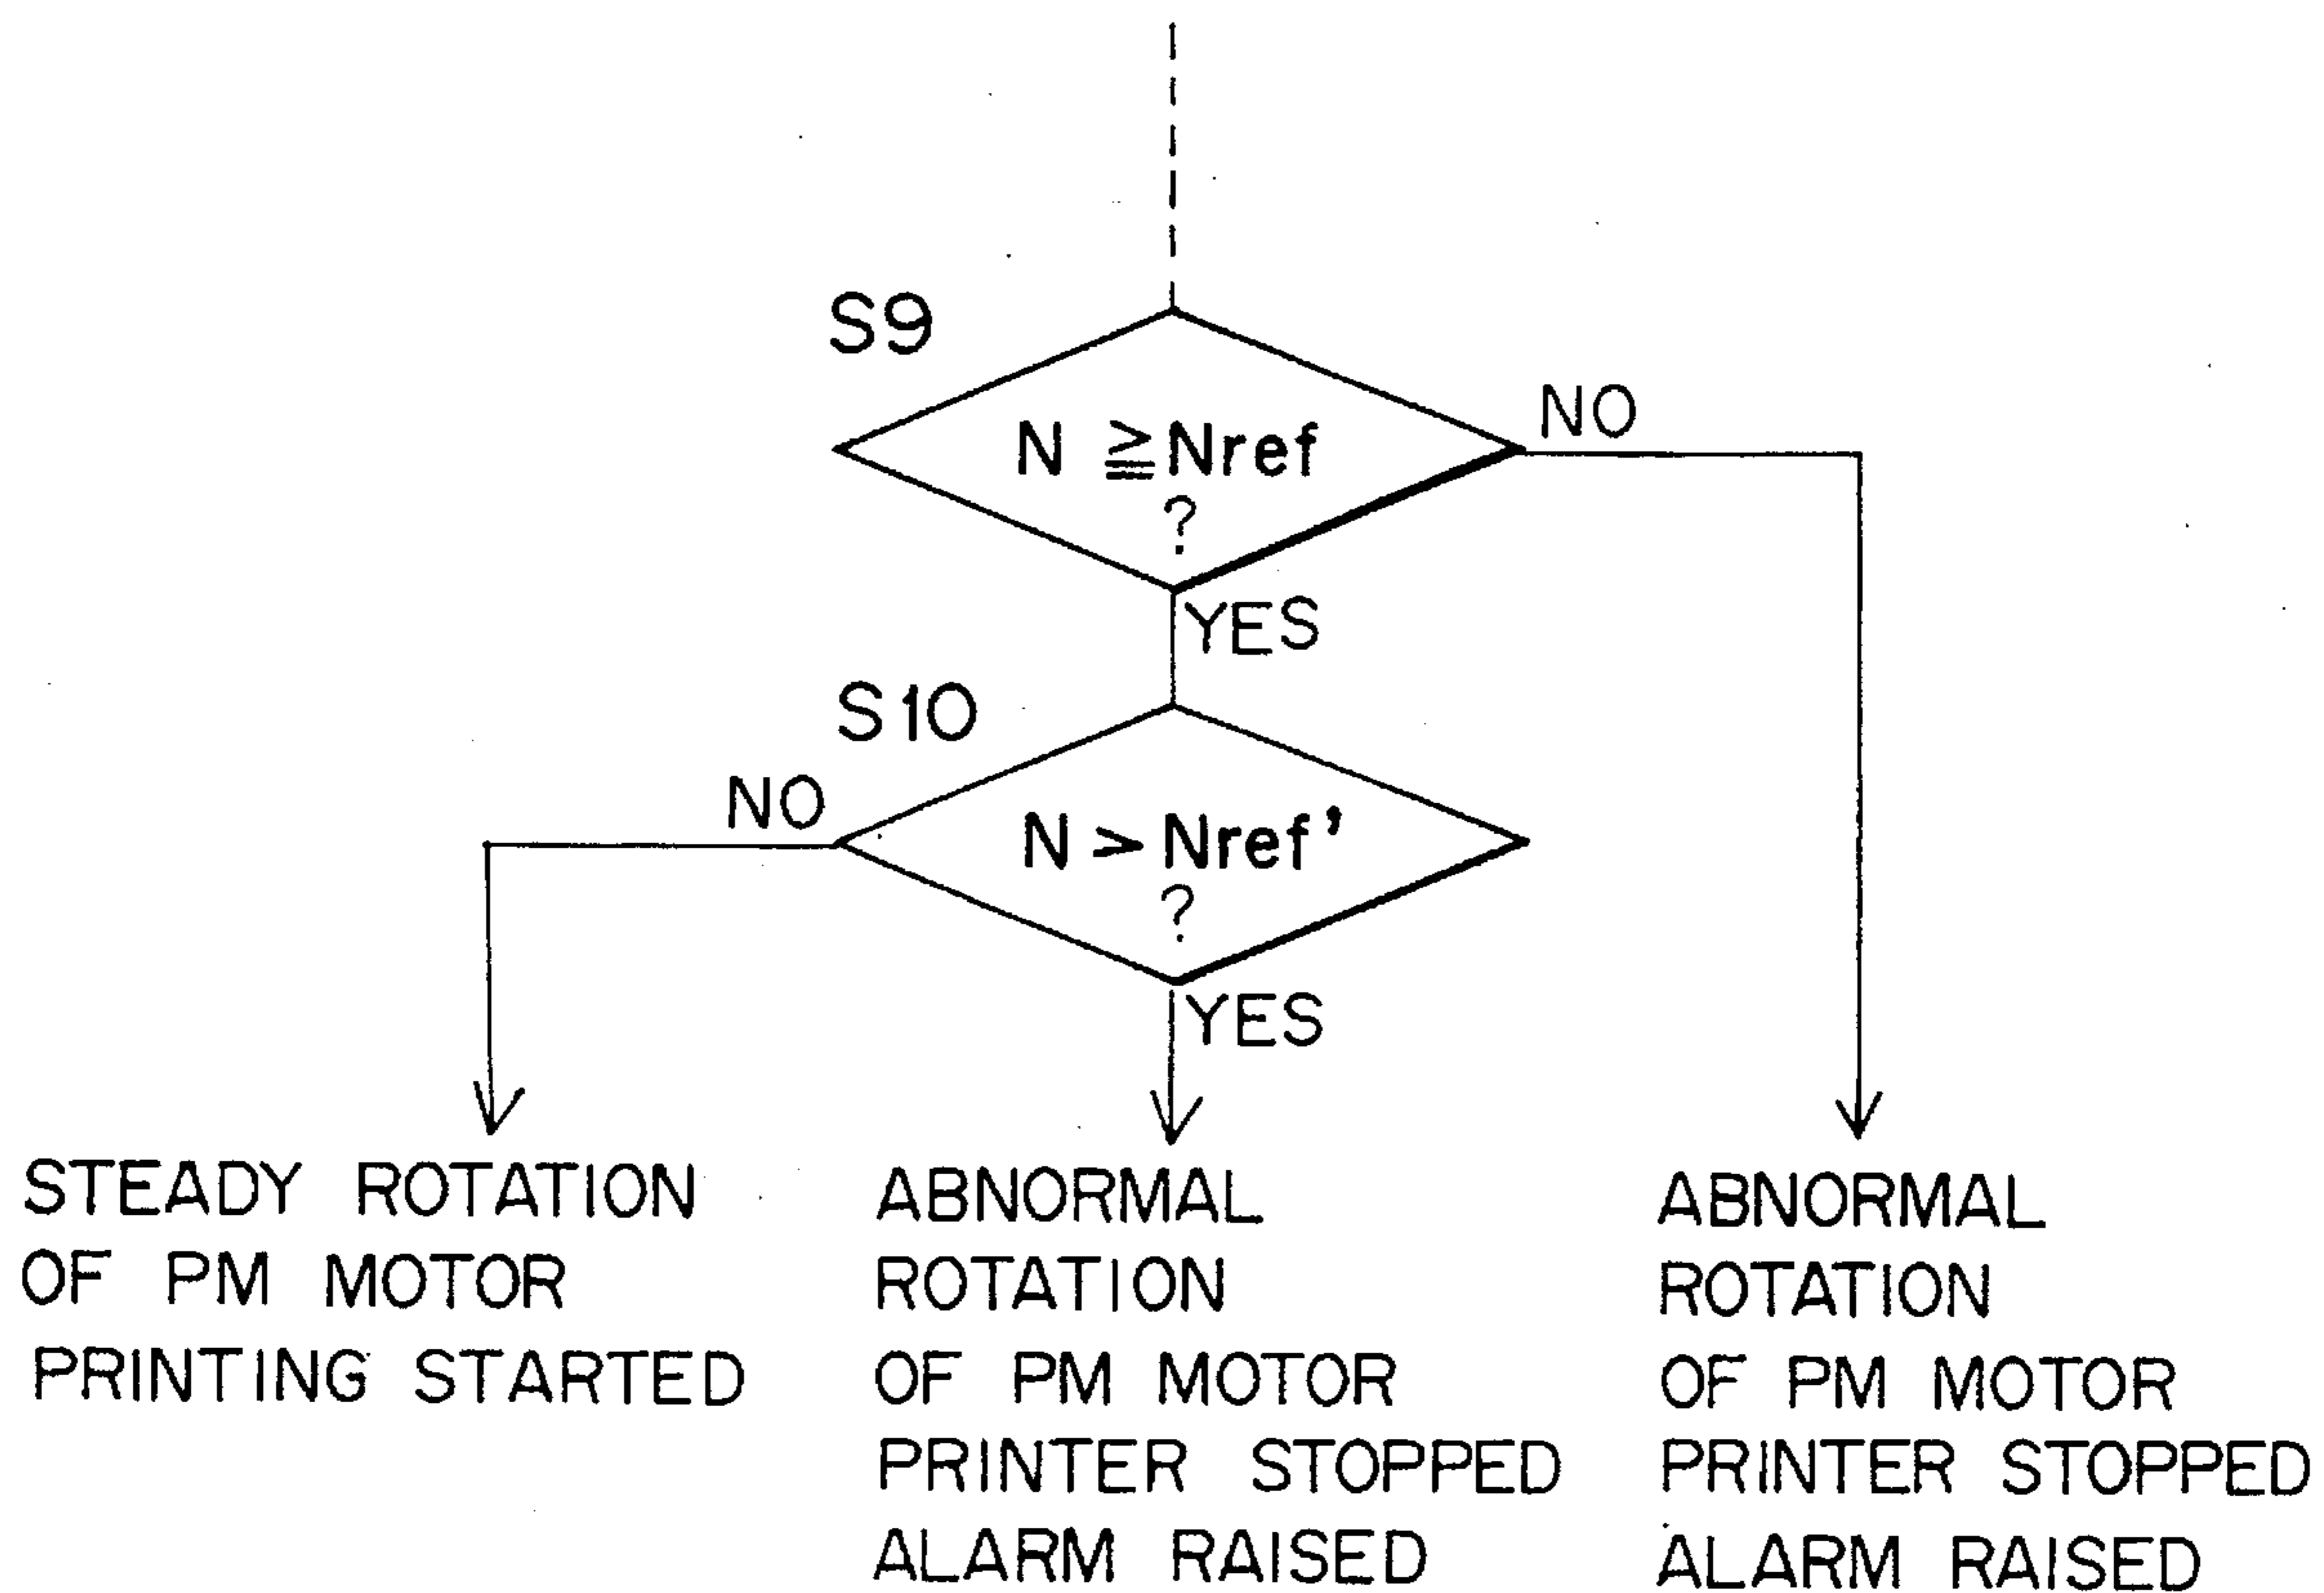 S9
NO
N ≧ Nref
?
YES
S10
NO
N > Nref'
?
YES
STEADY ROTATION
OF PM MOTOR
PRINTING STARTED
ABNORMAL
ROTATION
OF PM MOTOR
PRINTER STOPPED
ALARM RAISED
ABNORMAL
ROTATION
OF PM MOTOR
PRINTER STOPPED
ALARM RAISED